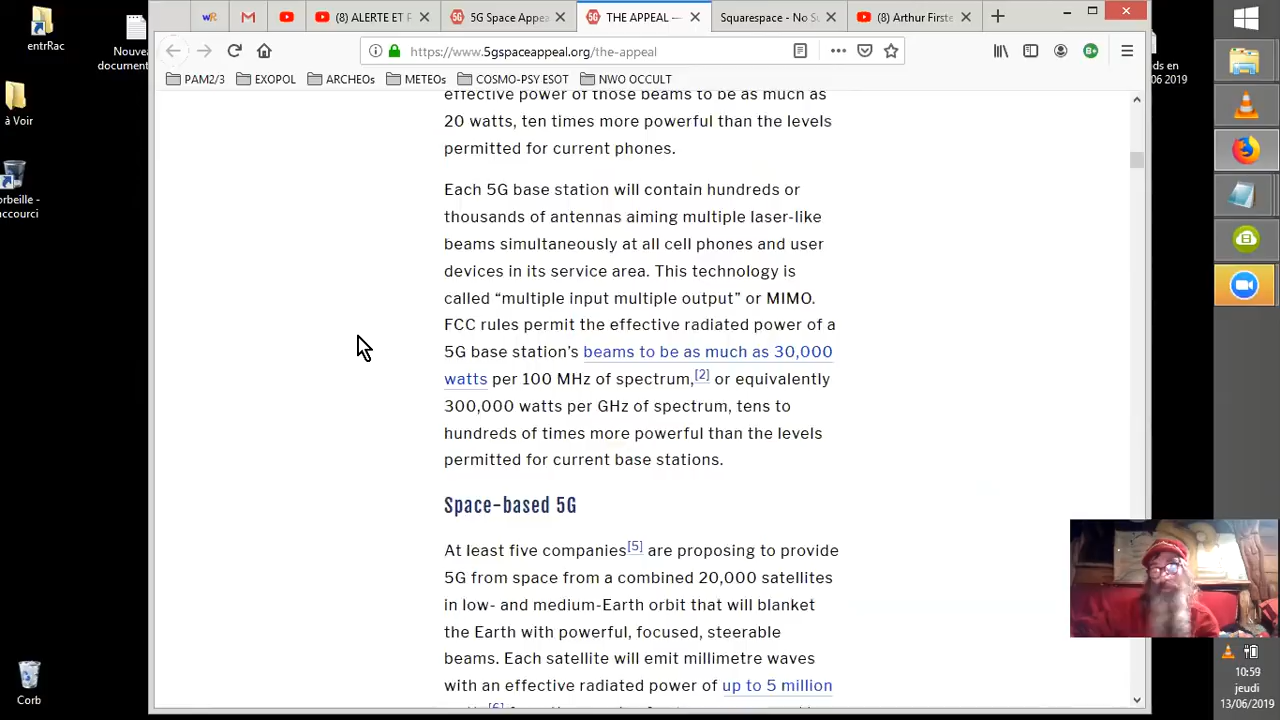 entrRac
Nouve
document
à Voir
orbeille -
accourci
Corb
(8) ALERTE ET P
5G Space Appea
THE APPEAL —
Squarespace - No S
(8) Arthur Firste
https://www.5gspaceappeal.org/the-appeal
PAM2/3
EXOPOL
ARCHEOs
METEOs
COSMO-PSY ESOT
NWO OCCULT
effective power of those beams to be as much as
20 watts, ten times more powerful than the levels
permitted for current phones.
Each 5G base station will contain hundreds or
thousands of antennas aiming multiple laser-like
beams simultaneously at all cell phones and user
devices in its service area. This technology is
called “multiple input multiple output” or MIMO.
FCC rules permit the effective radiated power of a
5G base station’s beams to be as much as 30,000
watts per 100 MHz of spectrum,[2] or equivalently
300,000 watts per GHz of spectrum, tens to
hundreds of times more powerful than the levels
permitted for current base stations.
Space-based 5G
At least five companies[5] are proposing to provide
5G from space from a combined 20,000 satellites
in low- and medium-Earth orbit that will blanket
the Earth with powerful, focused, steerable
beams. Each satellite will emit millimetre waves
with an effective radiated power of up to 5 million
[6]
ds en
06 2019
10:59
jeudi
13/06/2019